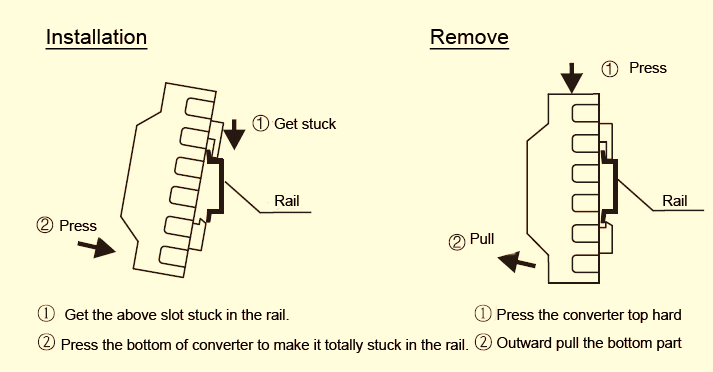 Installation
Remove
① Press
① Get stuck
Rail
Rail
② Press
② Pull
① Get the above slot stuck in the rail.
② Press the bottom of converter to make it totally stuck in the rail.
① Press the converter top hard
② Outward pull the bottom part